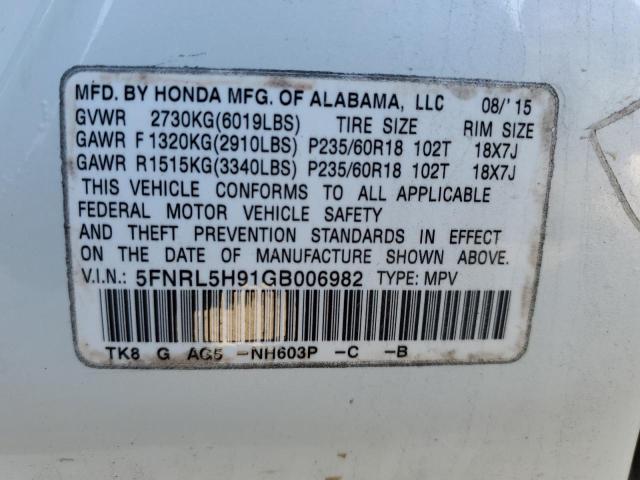 MFD. BY HONDA MFG. OF ALABAMA, LLC 08/'15
GVWR 2730KG(6019LBS) TIRE SIZE RIM SIZE
GAWR F 1320KG(2910LBS) P235/60R18 102T 18X7J
GAWR R1515KG(3340LBS) P235/60R18 102T 18X7J
THIS VEHICLE CONFORMS TO ALL APPLICABLE
FEDERAL MOTOR VEHICLE SAFETY
AND THEFT PREVENTION STANDARDS IN EFFECT
ON THE DATE OF MANUFACTURE SHOWN ABOVE.
V.I.N.: 5FNRL5H91GB006982 TYPE: MPV
TK8 G AG5 -NH603P -C -B